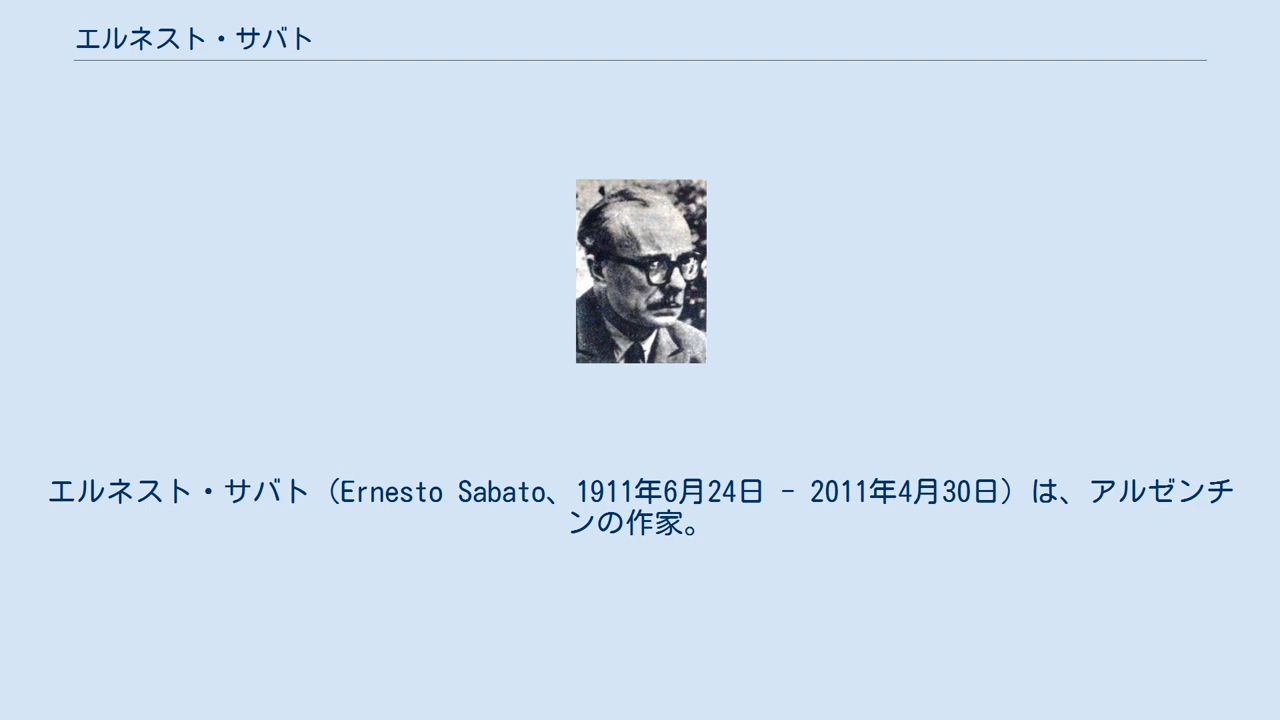 エルネスト・サバト
エルネスト・サバト（Ernesto Sabato、1911年6月24日 - 2011年4月30日）は、アルゼンチ
ンの作家。